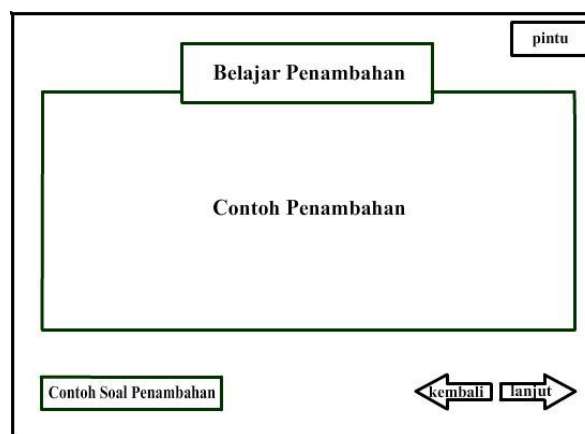 pintu
Belajar Penambahan
Contoh Penambahan
Contoh Soal Penambahan
kembali
lanjut